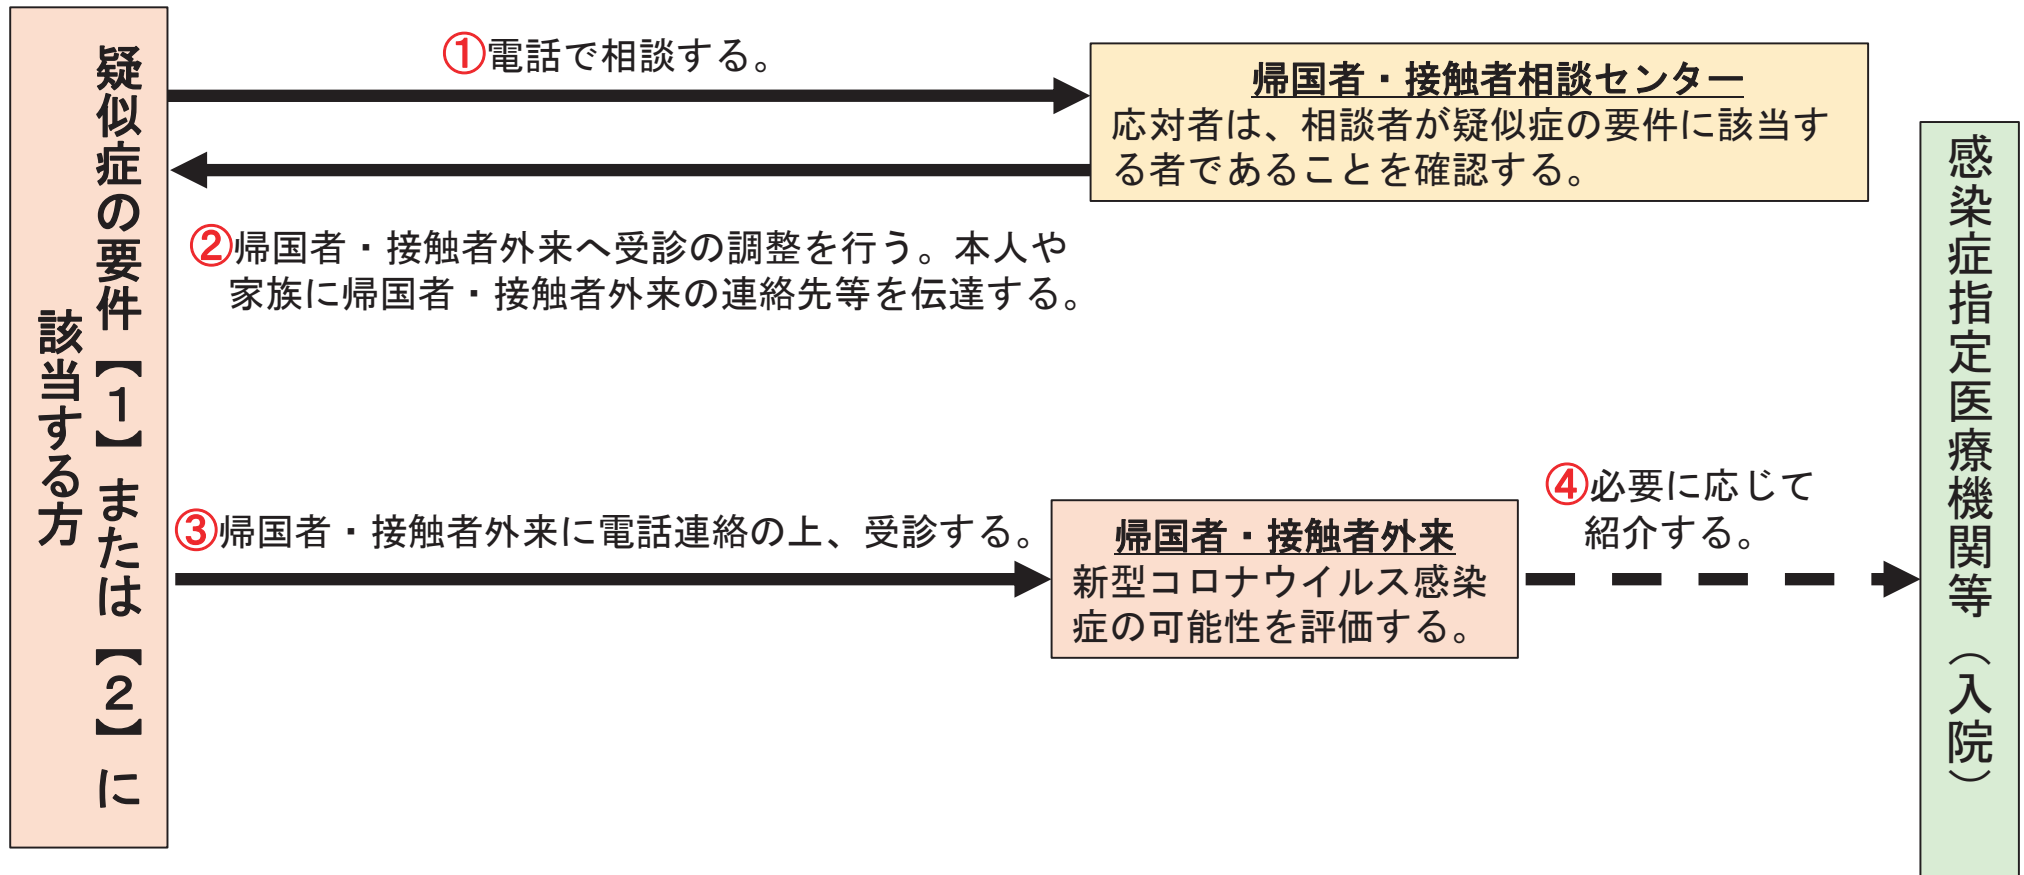 疑似症の要件【１】または【２】に
該当する方
①電話で相談する。
帰国者・接触者相談センター
応対者は、相談者が疑似症の要件に該当す
る者であることを確認する。
②帰国者・接触者外来へ受診の調整を行う。本人や
家族に帰国者・接触者外来の連絡先等を伝達する。
③帰国者・接触者外来に電話連絡の上、受診する。
帰国者・接触者外来
新型コロナウイルス感染
症の可能性を評価する。
④必要に応じて
紹介する。
感染症指定医療機関等（入院）